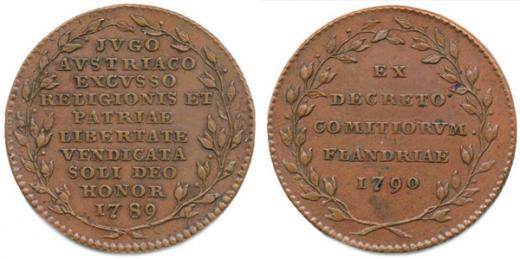 JVGO
AVSTRIACO
EXCVSSO
RELIGIONIS ET
PATRIAE
LIBERTATE
VENDICATA
SOLI DEO
HONOR
1789
EX
DECRETO
COMITIORVM
FLANDRIAE
1790